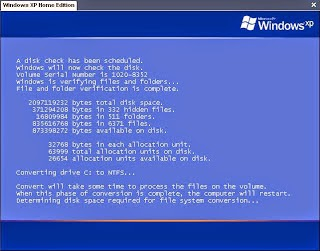 Windows XP Home Edition
Microsoft
Windows xp
A disk check has been scheduled.
Windows will now check the disk.
Volume Serial Number is 1020-8352
Windows is verifying files and folders...
File and folder verification is complete.
2097119232 bytes total disk space.
371294208 bytes in 332 hidden files.
16809984 bytes in 511 folders.
835616768 bytes in 6371 files.
873398272 bytes available on disk.
32768 bytes in each allocation unit.
63999 total allocation units on disk.
26654 allocation units available on disk.
Converting drive C: to NTFS...
Convert will take some time to process the files on the volume.
When this phase of conversion is complete, the computer will restart.
Determining disk space required for file system conversion...